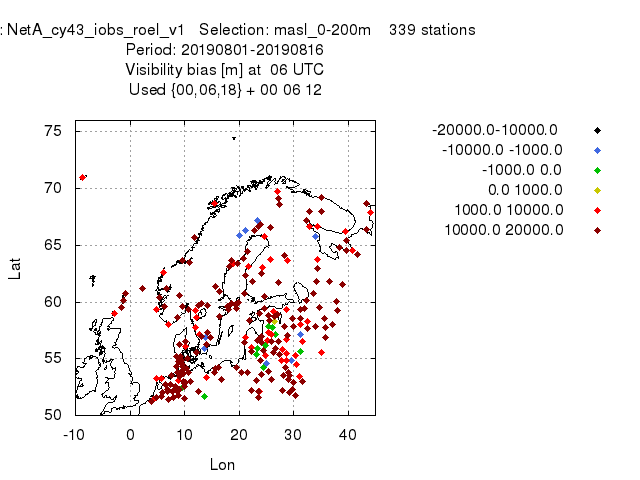 : NetA_cy43_iobs_roel_v1 Selection: masl_0-200m 339 stations
Period: 20190801-20190816
Visibility bias [m] at 06 UTC
Used {00,06,18} + 00 06 12
-20000.0-10000.0
-10000.0 -1000.0
-1000.0 0.0
0.0 1000.0
1000.0 10000.0
10000.0 20000.0
75
70
65
60
55
50
Lat
-10 0 10 20 30 40
Lon